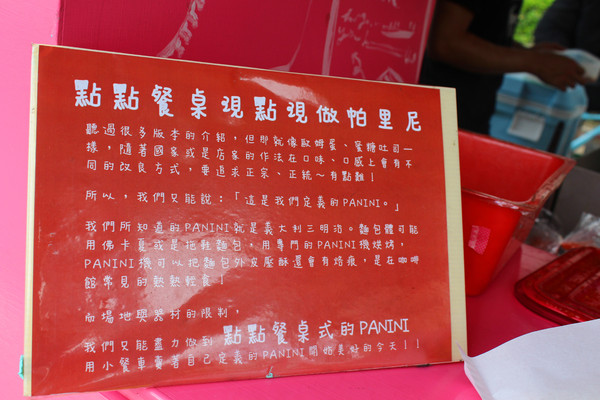 點點餐桌現點現做帕里尼
聽過很多版本的介紹，但那就像歐姆蛋、蜜糖吐司一
樣，隨著國家或是店家的作法在口味、口感上會有不
同的改良方式，要追求正宗、正統～有點難！
所以，我們只能說：「這是我們定義的PANINI。」
我們所知道的PANINI就是義大利三明治。麵包體可能
用佛卡夏或是拖鞋麵包，用專門的PANINI機烘烤，
PANINI機可以把麵包外皮壓酥還會有烙痕，是在咖啡
館常見的熱熱輕食！
而場地與器材的限制，
我們只能盡力做到 點點餐桌式的PANINI
用小餐車賣著自己定義的PANINI開始美好的今天！！